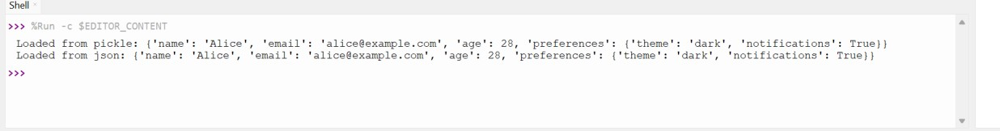 Shell ×
>>> %Run -c $EDITOR_CONTENT
Loaded from pickle: {'name': 'Alice', 'email': 'alice@example.com', 'age': 28, 'preferences': {'theme': 'dark', 'notifications': True}}
Loaded from json: {'name': 'Alice', 'email': 'alice@example.com', 'age': 28, 'preferences': {'theme': 'dark', 'notifications': True}}
>>>